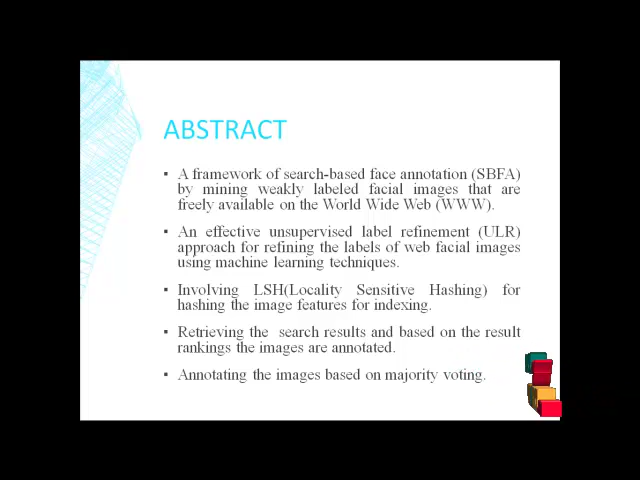 ABSTRACT
▪ A framework of search-based face annotation (SBFA)
by mining weakly labeled facial images that are
freely available on the World Wide Web (WWW).
▪ An effective unsupervised label refinement (ULR)
approach for refining the labels of web facial images
using machine learning techniques.
▪ Involving LSH(Locality Sensitive Hashing) for
hashing the image features for indexing.
▪ Retrieving the search results and based on the result
rankings the images are annotated.
▪ Annotating the images based on majority voting.